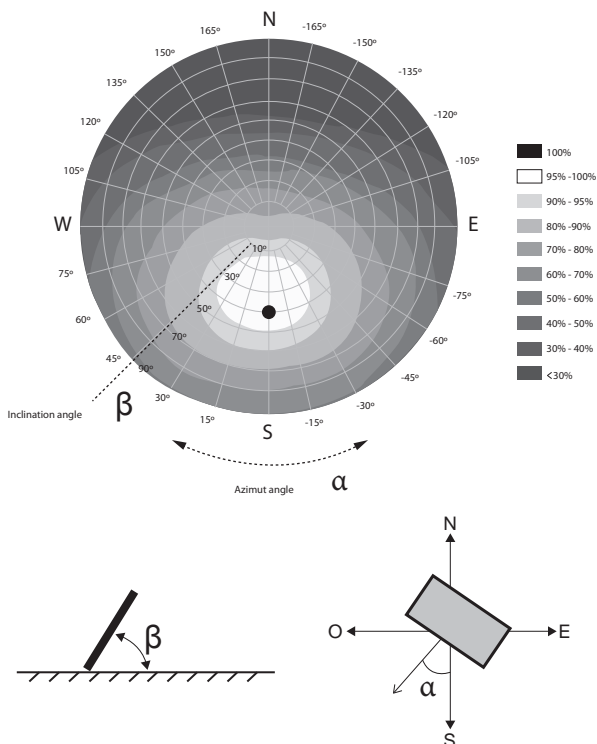 N
165º
-165º
150º
-150º
135º
-135º
120º
-120º
105º
-105º
W
E
75º
-75º
60º
-60º
45º
-45º
30º
-30º
15º
-15º
S
10º
30º
50º
70º
90º
Inclination angle
β
Azimut angle
α
100%
95% -100%
90% - 95%
80% -90%
70% - 80%
60% - 70%
50% - 60%
40% - 50%
30% - 40%
<30%
β
N
O
E
α
S